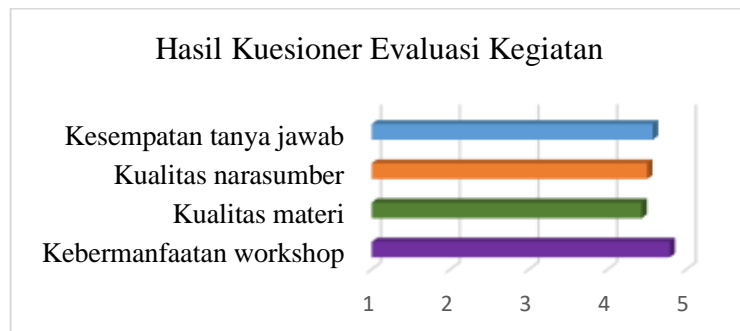 Hasil Kuesioner Evaluasi Kegiatan
Kesempatan tanya jawab
Kualitas narasumber
Kualitas materi
Kebermanfaatan workshop
1 2 3 4 5